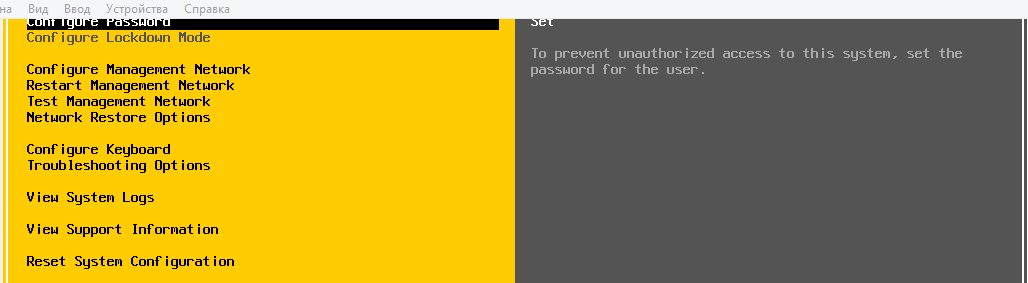 на Вид Ввод Устройства Справка
Configure Password
Configure Lockdown Mode
Configure Management Network
Restart Management Network
Test Management Network
Network Restore Options
Configure Keyboard
Troubleshooting Options
View System Logs
View Support Information
Reset System Configuration
Set
To prevent unauthorized access to this system, set the
password for the user.